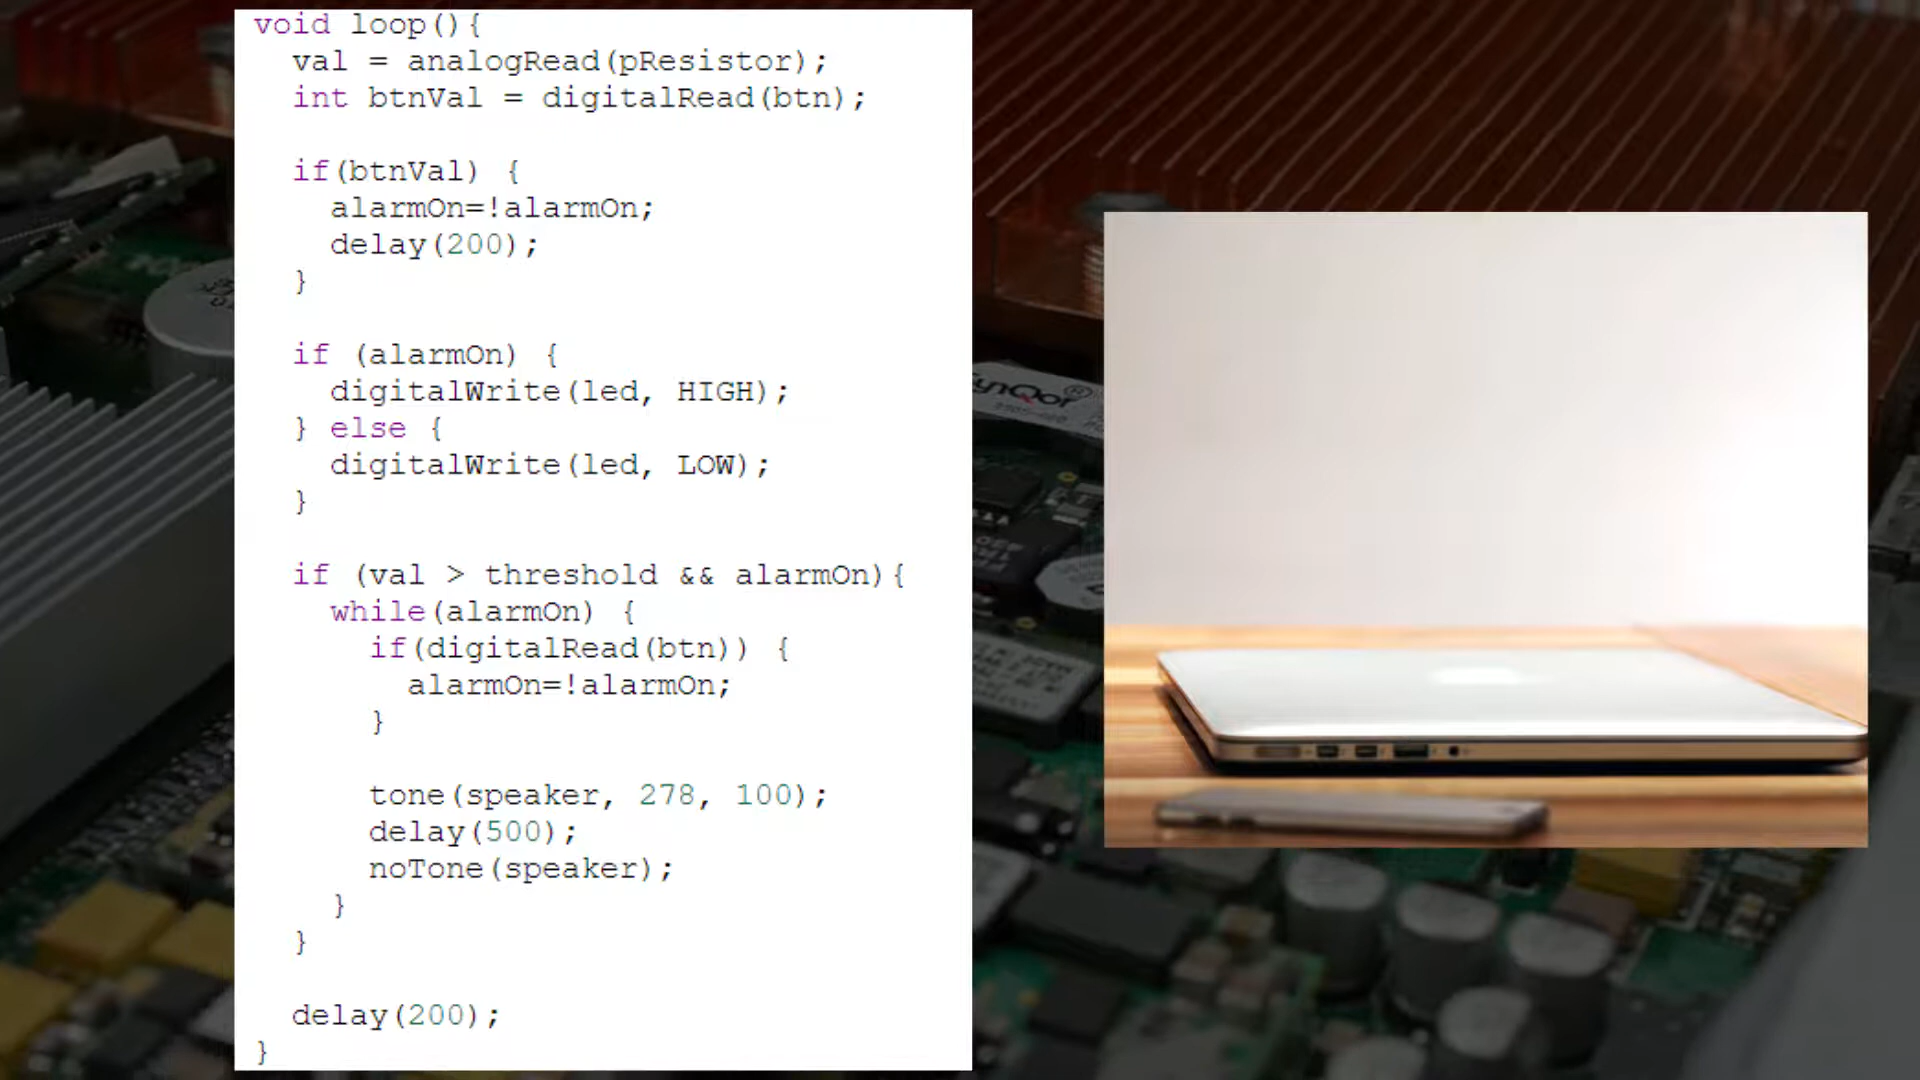 void loop(){
val = analogRead(pResistor);
int btnVal = digitalRead(btn);
if(btnVal) {
alarmOn=!alarmOn;
delay(200);
}
if (alarmOn) {
digitalWrite(led, HIGH);
} else {
digitalWrite(led, LOW);
}
if (val > threshold && alarmOn){
while(alarmOn) {
if(digitalRead(btn)) {
alarmOn=!alarmOn;
}
tone(speaker, 278, 100);
delay(500);
noTone(speaker);
}
}
delay(200);
}
SynQor®